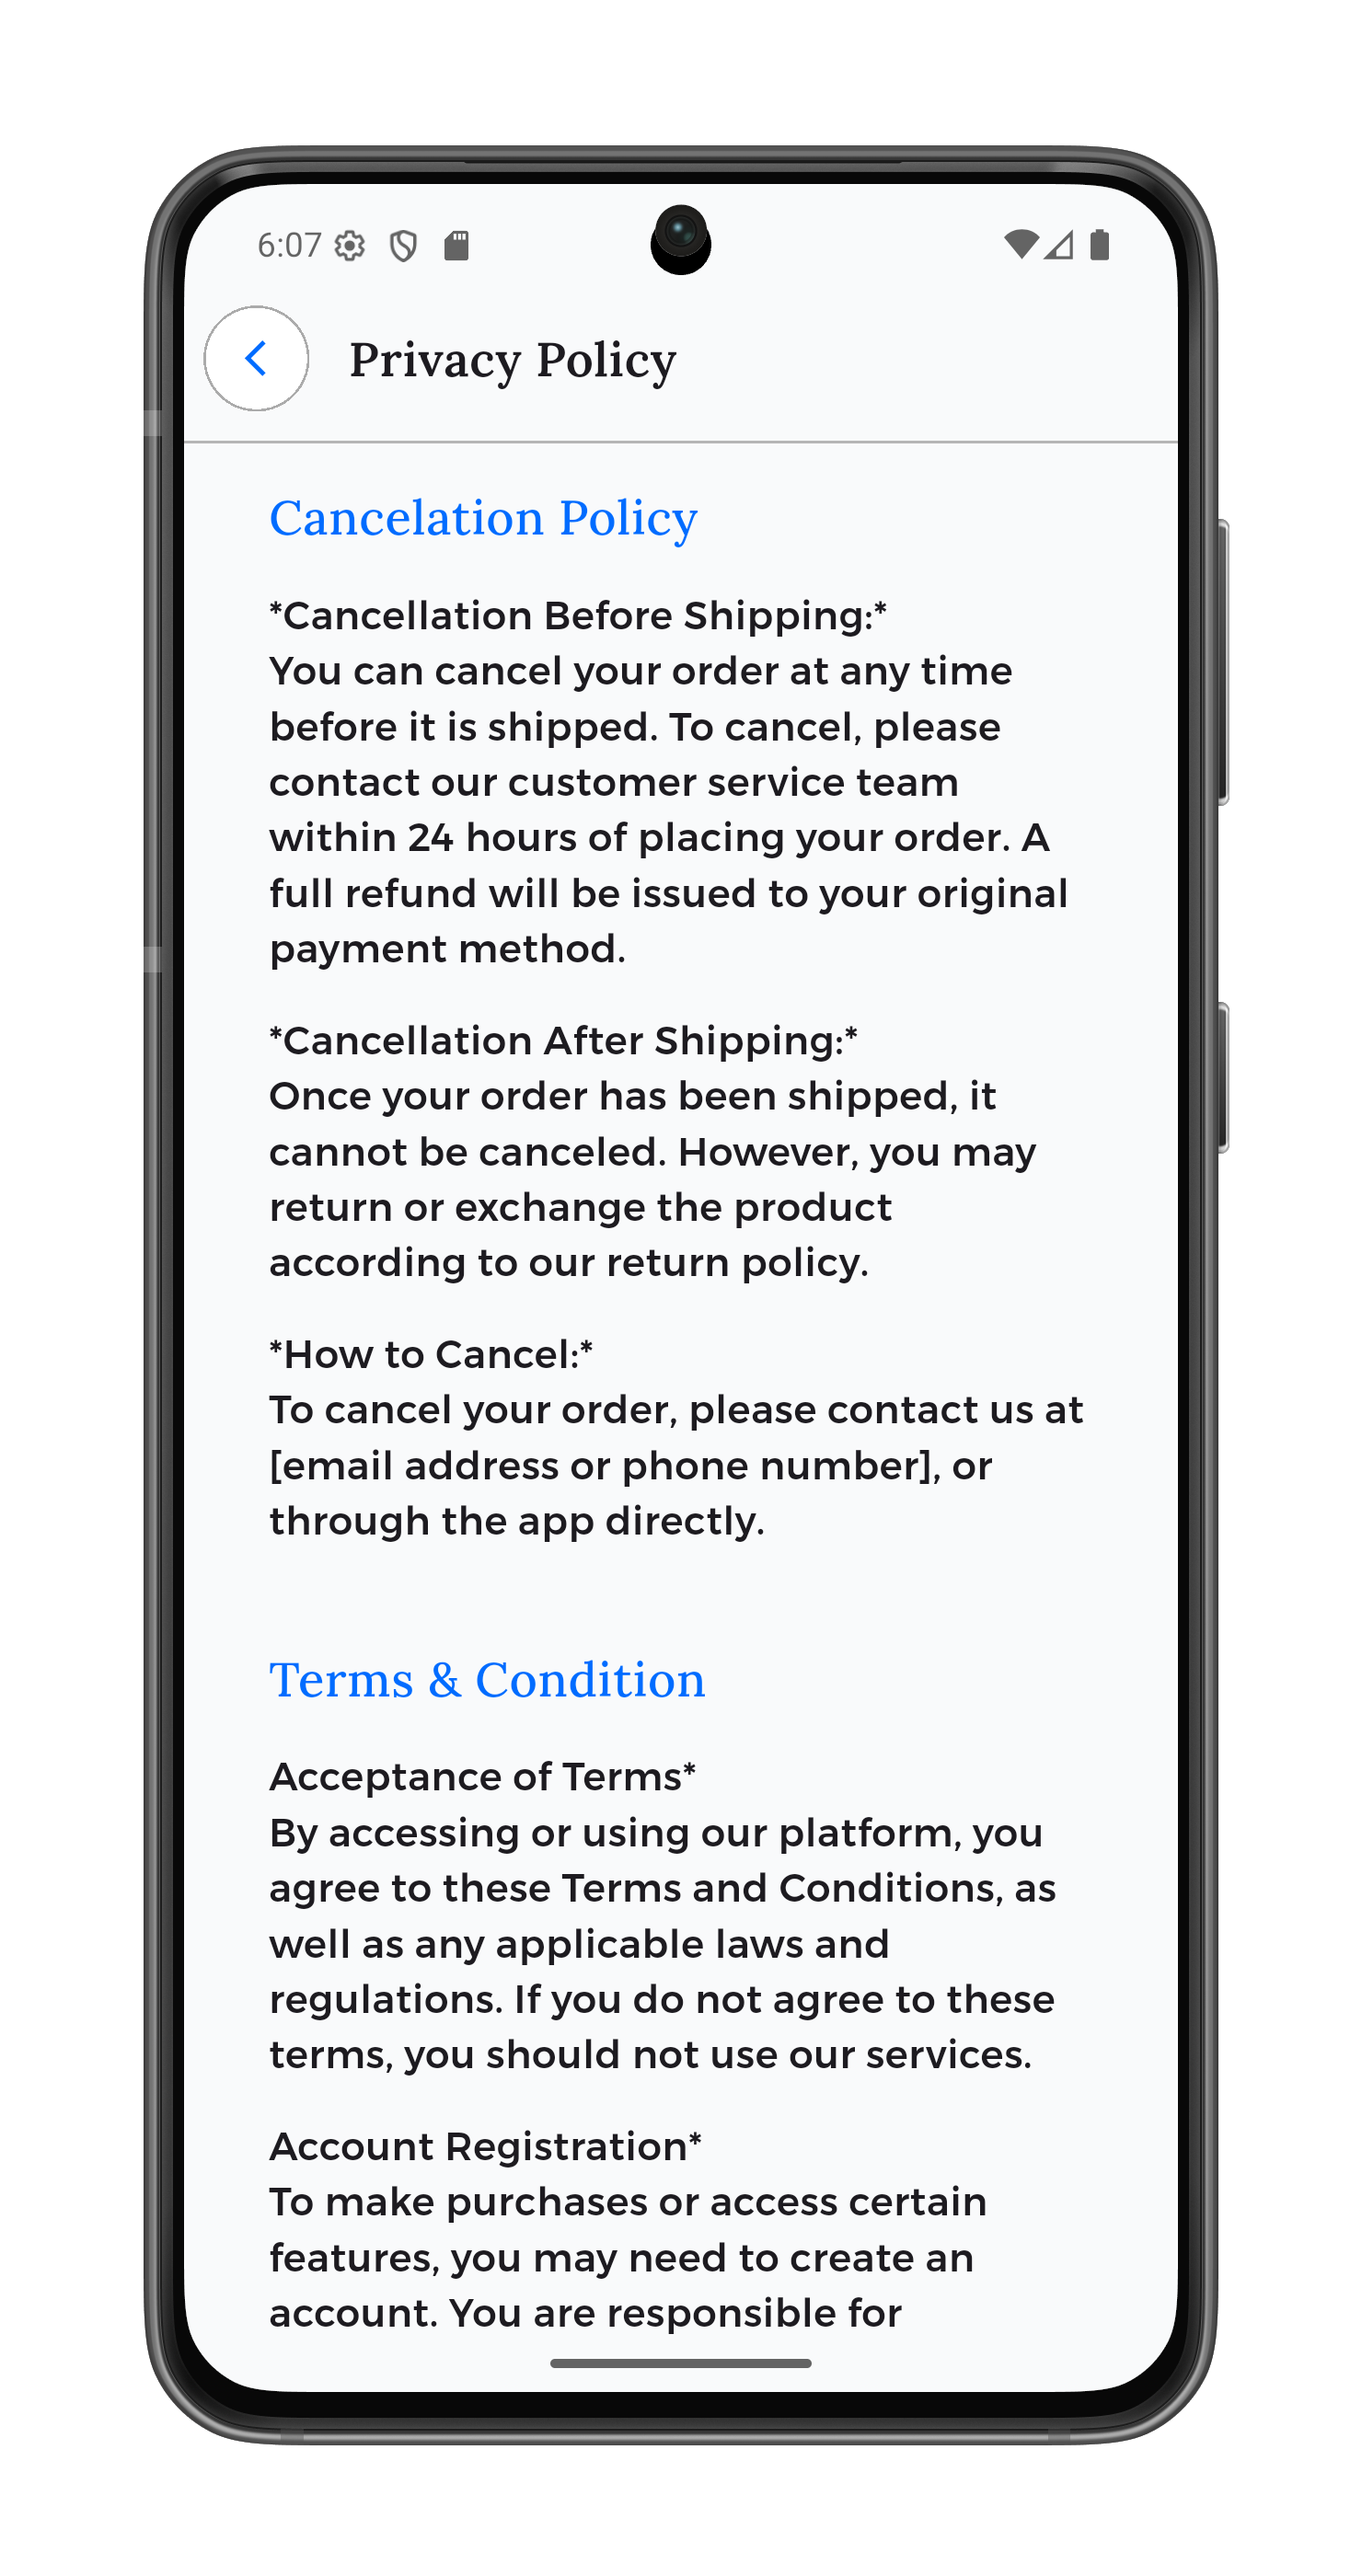 6:07
Privacy Policy
Cancelation Policy
*Cancellation Before Shipping:*
You can cancel your order at any time
before it is shipped. To cancel, please
contact our customer service team
within 24 hours of placing your order. A
full refund will be issued to your original
payment method.
*Cancellation After Shipping:*
Once your order has been shipped, it
cannot be canceled. However, you may
return or exchange the product
according to our return policy.
*How to Cancel:*
To cancel your order, please contact us at
[email address or phone number], or
through the app directly.
Terms & Condition
Acceptance of Terms*
By accessing or using our platform, you
agree to these Terms and Conditions, as
well as any applicable laws and
regulations. If you do not agree to these
terms, you should not use our services.
Account Registration*
To make purchases or access certain
features, you may need to create an
account. You are responsible for